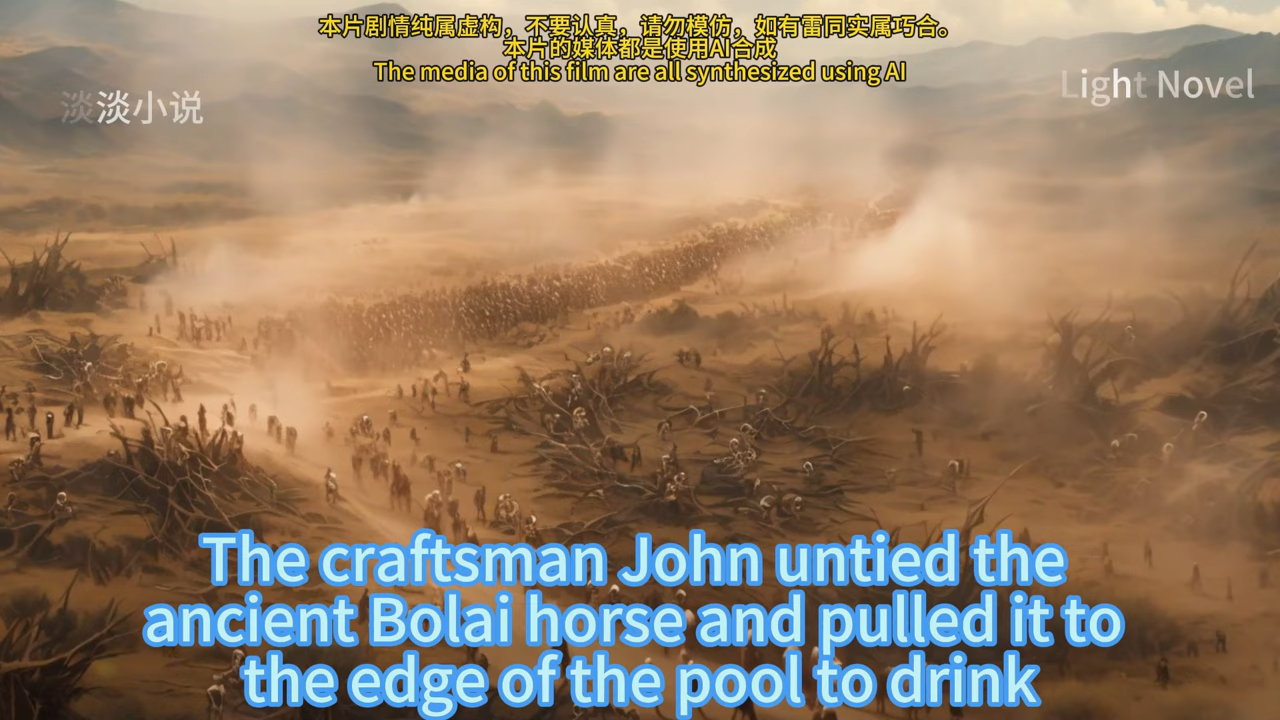 本片剧情纯属虚构，不要认真，请勿模仿，如有雷同实属巧合。
本片的媒体都是使用AI合成
The media of this film are all synthesized using AI
淡淡小说
Light Novel
The craftsman John untied the
ancient Bolai horse and pulled it to
the edge of the pool to drink